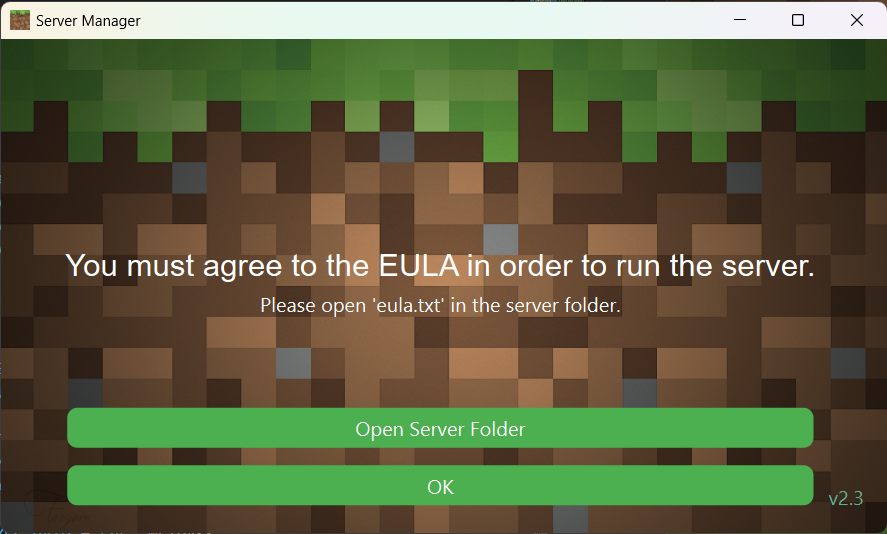 Server Manager
You must agree to the EULA in order to run the server.
Please open 'eula.txt' in the server folder.
Open Server Folder
OK
v2.3